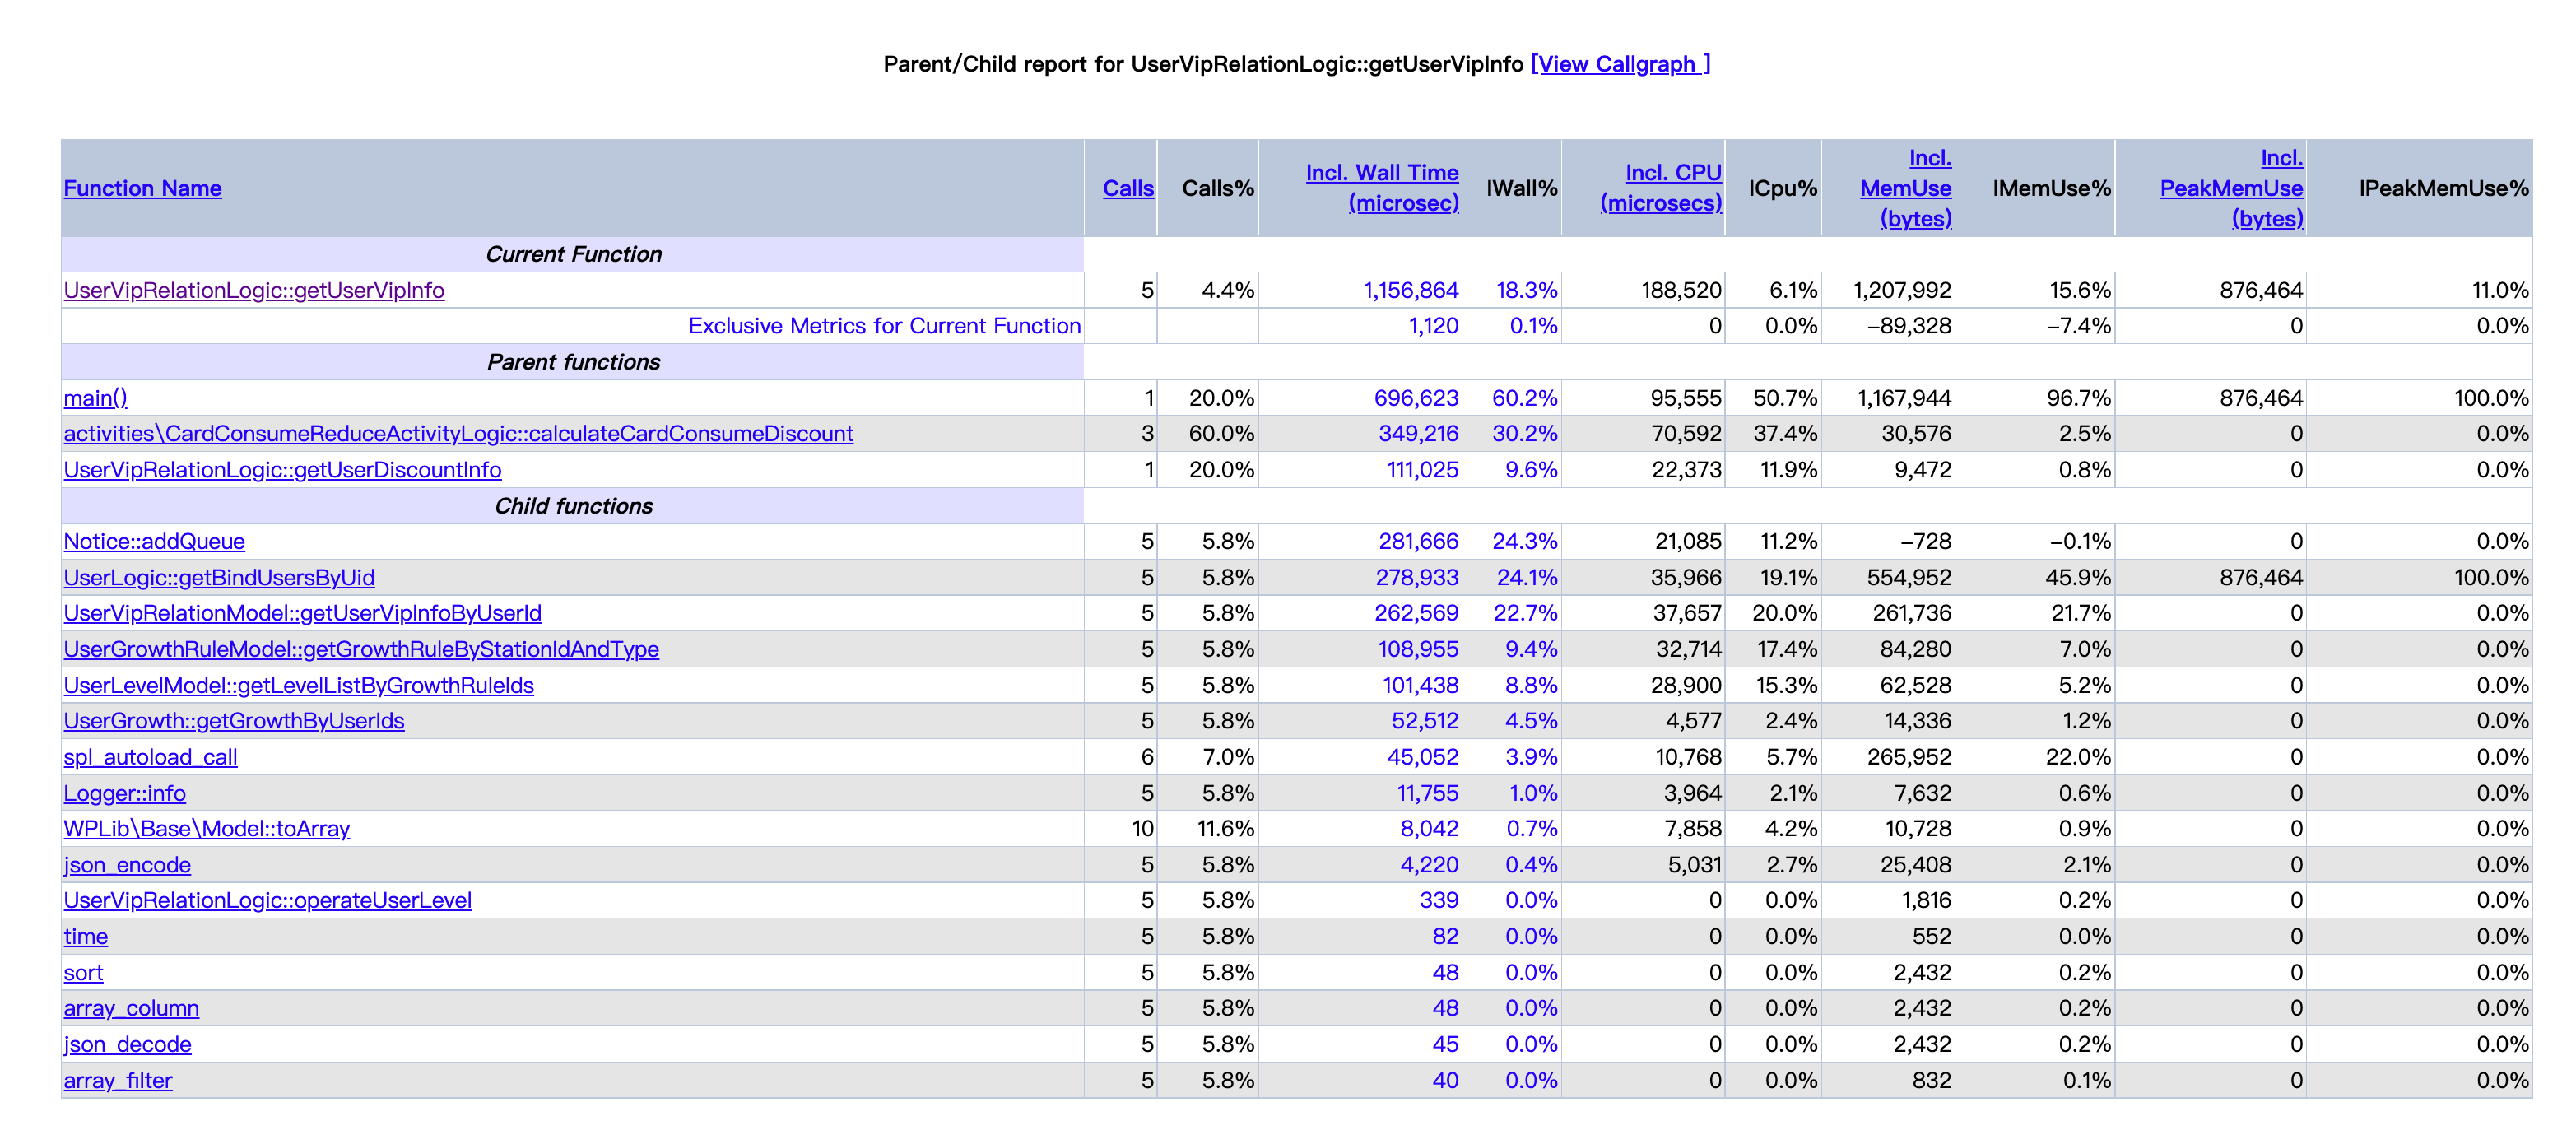 Parent/Child report for UserVipRelationLogic::getUserVipInfo [View Callgraph ]
Function Name Calls Calls% Incl. Wall Time (microsec) IWall% Incl. CPU (microsecs) ICpu% Incl. MemUse (bytes) IMemUse% Incl. PeakMemUse (bytes) IPeakMemUse%
Current Function
UserVipRelationLogic::getUserVipInfo 5 4.4% 1,156,864 18.3% 188,520 6.1% 1,207,992 15.6% 876,464 11.0%
Exclusive Metrics for Current Function 1,120 0.1% 0 0.0% −89,328 −7.4% 0 0.0%
Parent functions
main() 1 20.0% 696,623 60.2% 95,555 50.7% 1,167,944 96.7% 876,464 100.0%
activities\CardConsumeReduceActivityLogic::calculateCardConsumeDiscount 3 60.0% 349,216 30.2% 70,592 37.4% 30,576 2.5% 0 0.0%
UserVipRelationLogic::getUserDiscountInfo 1 20.0% 111,025 9.6% 22,373 11.9% 9,472 0.8% 0 0.0%
Child functions
Notice::addQueue 5 5.8% 281,666 24.3% 21,085 11.2% −728 −0.1% 0 0.0%
UserLogic::getBindUsersByUid 5 5.8% 278,933 24.1% 35,966 19.1% 554,952 45.9% 876,464 100.0%
UserVipRelationModel::getUserVipInfoByUserId 5 5.8% 262,569 22.7% 37,657 20.0% 261,736 21.7% 0 0.0%
UserGrowthRuleModel::getGrowthRuleByStationIdAndType 5 5.8% 108,955 9.4% 32,714 17.4% 84,280 7.0% 0 0.0%
UserLevelModel::getLevelListByGrowthRuleIds 5 5.8% 101,438 8.8% 28,900 15.3% 62,528 5.2% 0 0.0%
UserGrowth::getGrowthByUserIds 5 5.8% 52,512 4.5% 4,577 2.4% 14,336 1.2% 0 0.0%
spl_autoload_call 6 7.0% 45,052 3.9% 10,768 5.7% 265,952 22.0% 0 0.0%
Logger::info 5 5.8% 11,755 1.0% 3,964 2.1% 7,632 0.6% 0 0.0%
WPLib\Base\Model::toArray 10 11.6% 8,042 0.7% 7,858 4.2% 10,728 0.9% 0 0.0%
json_encode 5 5.8% 4,220 0.4% 5,031 2.7% 25,408 2.1% 0 0.0%
UserVipRelationLogic::operateUserLevel 5 5.8% 339 0.0% 0 0.0% 1,816 0.2% 0 0.0%
time 5 5.8% 82 0.0% 0 0.0% 552 0.0% 0 0.0%
sort 5 5.8% 48 0.0% 0 0.0% 2,432 0.2% 0 0.0%
array_column 5 5.8% 48 0.0% 0 0.0% 2,432 0.2% 0 0.0%
json_decode 5 5.8% 45 0.0% 0 0.0% 2,432 0.2% 0 0.0%
array_filter 5 5.8% 40 0.0% 0 0.0% 832 0.1% 0 0.0%